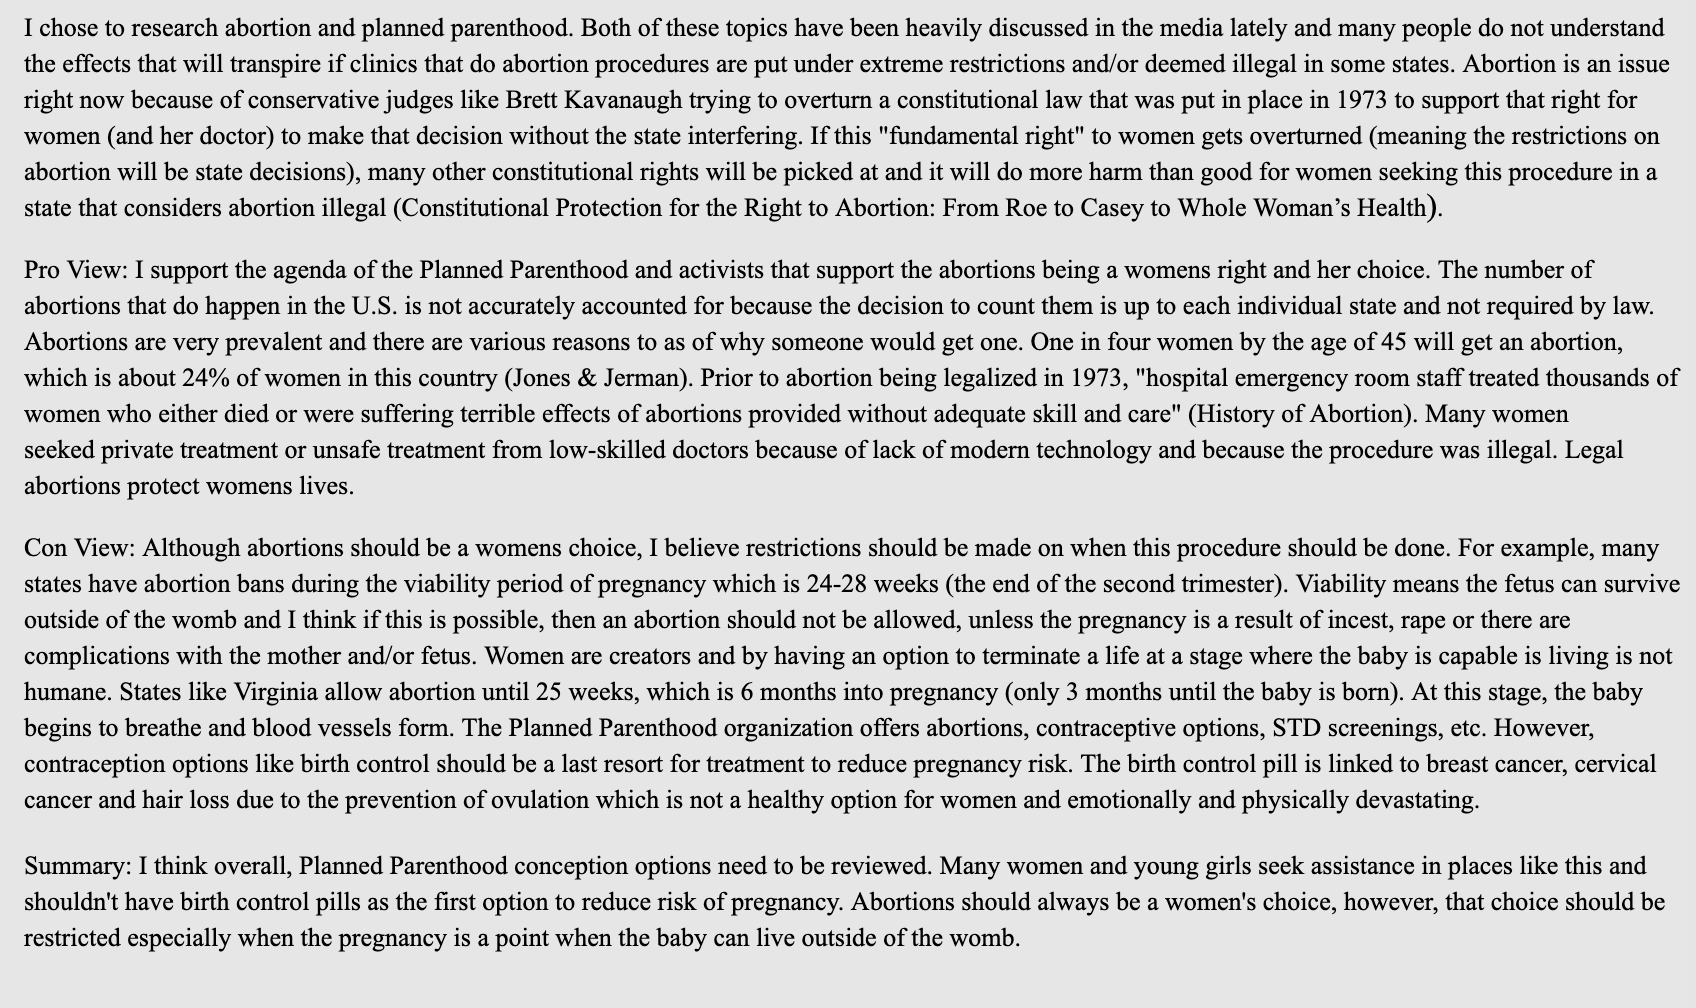 I chose to research abortion and planned parenthood. Both of these topics have been heavily discussed in the media lately and many people do not understand
the effects that will transpire if clinics that do abortion procedures are put under extreme restrictions and/or deemed illegal in some states. Abortion is an issue
right now because of conservative judges like Brett Kavanaugh trying to overturn a constitutional law that was put in place in 1973 to support that right for
women (and her doctor) to make that decision without the state interfering. If this "fundamental right" to women gets overturned (meaning the restrictions on
abortion will be state decisions), many other constitutional rights will be picked at and it will do more harm than good for women seeking this procedure in a
state that considers abortion illegal (Constitutional Protection for the Right to Abortion: From Roe to Casey to Whole Woman’s Health).
Pro View: I support the agenda of the Planned Parenthood and activists that support the abortions being a womens right and her choice. The number of
abortions that do happen in the U.S. is not accurately accounted for because the decision to count them is up to each individual state and not required by law.
Abortions are very prevalent and there are various reasons to as of why someone would get one. One in four women by the age of 45 will get an abortion,
which is about 24% of women in this country (Jones & Jerman). Prior to abortion being legalized in 1973, "hospital emergency room staff treated thousands of
women who either died or were suffering terrible effects of abortions provided without adequate skill and care" (History of Abortion). Many women
seeked private treatment or unsafe treatment from low-skilled doctors because of lack of modern technology and because the procedure was illegal. Legal
abortions protect womens lives.
Con View: Although abortions should be a womens choice, I believe restrictions should be made on when this procedure should be done. For example, many
states have abortion bans during the viability period of pregnancy which is 24-28 weeks (the end of the second trimester). Viability means the fetus can survive
outside of the womb and I think if this is possible, then an abortion should not be allowed, unless the pregnancy is a result of incest, rape or there are
complications with the mother and/or fetus. Women are creators and by having an option to terminate a life at a stage where the baby is capable is living is not
humane. States like Virginia allow abortion until 25 weeks, which is 6 months into pregnancy (only 3 months until the baby is born). At this stage, the baby
begins to breathe and blood vessels form. The Planned Parenthood organization offers abortions, contraceptive options, STD screenings, etc. However,
contraception options like birth control should be a last resort for treatment to reduce pregnancy risk. The birth control pill is linked to breast cancer, cervical
cancer and hair loss due to the prevention of ovulation which is not a healthy option for women and emotionally and physically devastating.
Summary: I think overall, Planned Parenthood conception options need to be reviewed. Many women and young girls seek assistance in places like this and
shouldn't have birth control pills as the first option to reduce risk of pregnancy. Abortions should always be a women's choice, however, that choice should be
restricted especially when the pregnancy is a point when the baby can live outside of the womb.